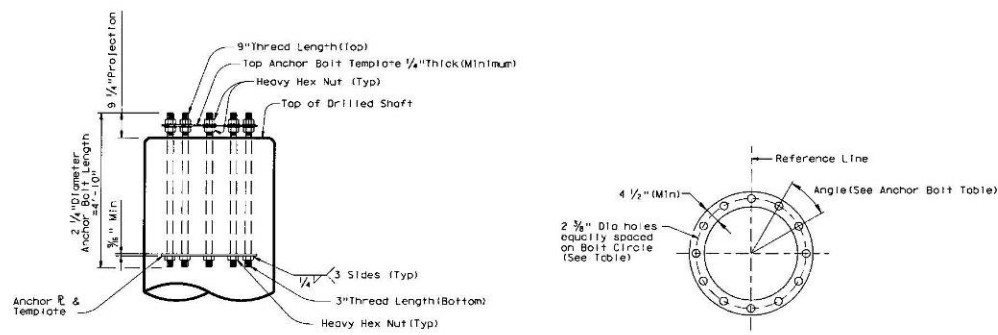 9"Thread Length(Top)
Top Anchor Bolt Template ¼"Thick(Minimum)
Heavy Hex Nut (Typ)
Top of Drilled Shaft
9 ¼"Projection
2 ¼"Diameter
Anchor Bolt Length
=4'-10"
5⁄16" Min
Anchor ⅊ &
Template
¼
3 Sides (Typ)
3"Thread Length(Bottom)
Heavy Hex Nut(Typ)
Reference Line
4 ½"(Min)
Angle(See Anchor Bolt Table)
2 ⅜" Dia holes
equally spaced
on Bolt Circle
(See Table)